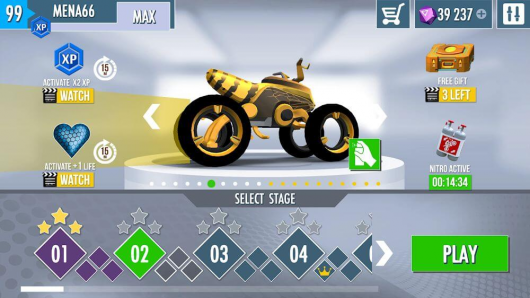 99 MENA66 MAX 39 237
XP
XP
15
MIN
ACTIVATE X2 XP
WATCH
FREE GIFT
3 LEFT
15
MIN
ACTIVATE +1 LIFE
WATCH
NITRO ACTIVE
00:14:34
SELECT STAGE
01 02 03 04
PLAY